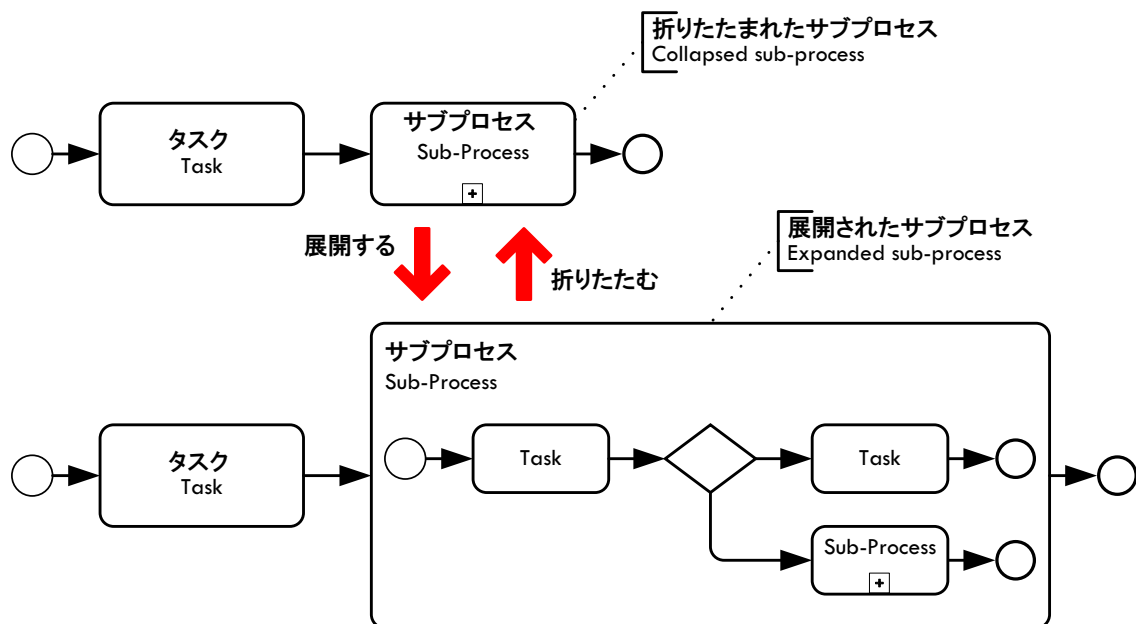 折りたたまれたサブプロセス
Collapsed sub-process
タスク
Task
サブプロセス
Sub-Process
展開する
折りたたむ
展開されたサブプロセス
Expanded sub-process
サブプロセス
Sub-Process
タスク
Task
Task
Task
Sub-Process